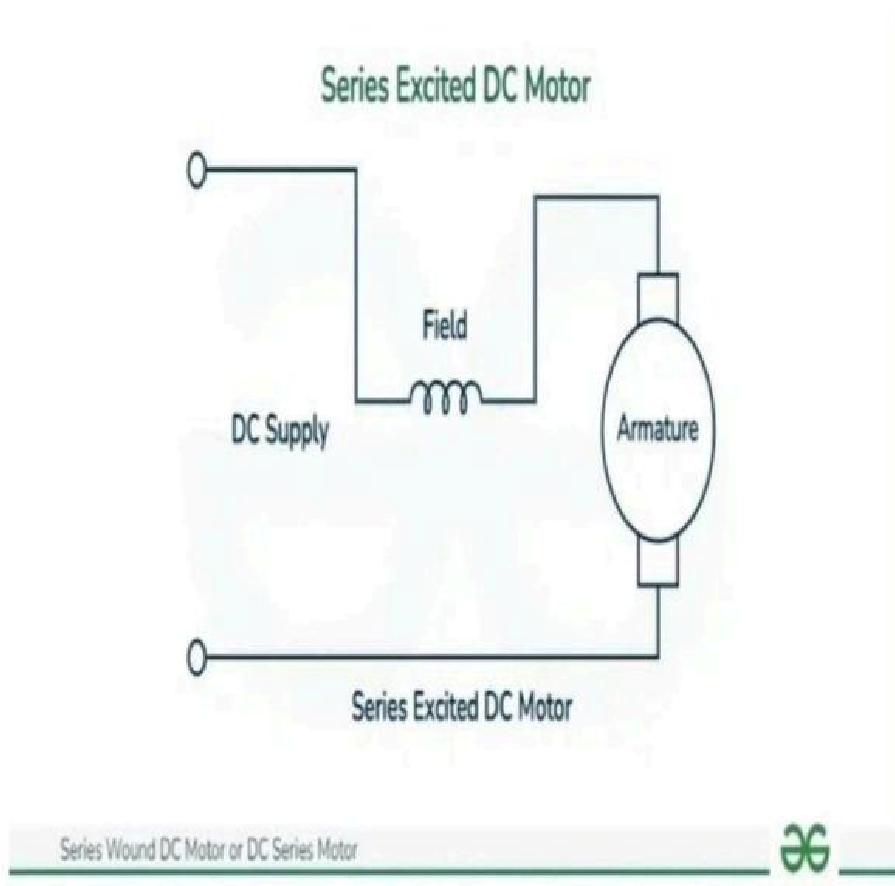 Series Excited DC Motor
Field
DC Supply
Armature
Series Excited DC Motor
Series Wound DC Motor or DC Series Motor